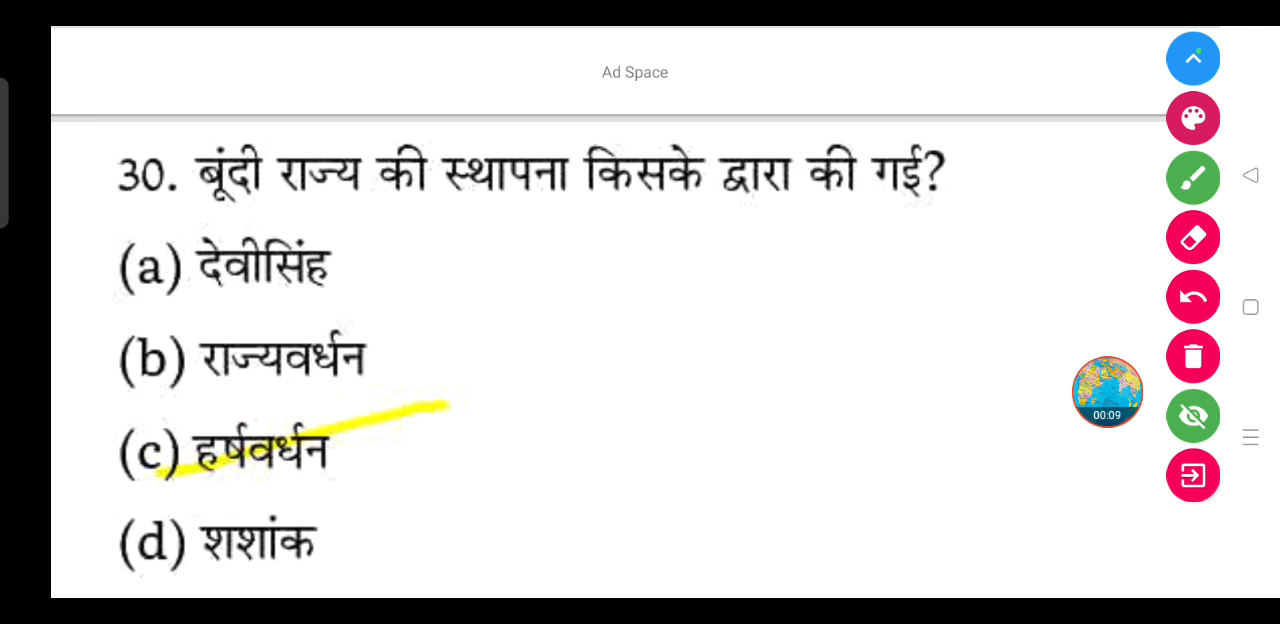 Ad Space
30. बूंदी राज्य की स्थापना किसके द्वारा की गई?
(a) देवीसिंह
(b) राज्यवर्धन
(c) हर्षवर्धन
(d) शशांक
00:09